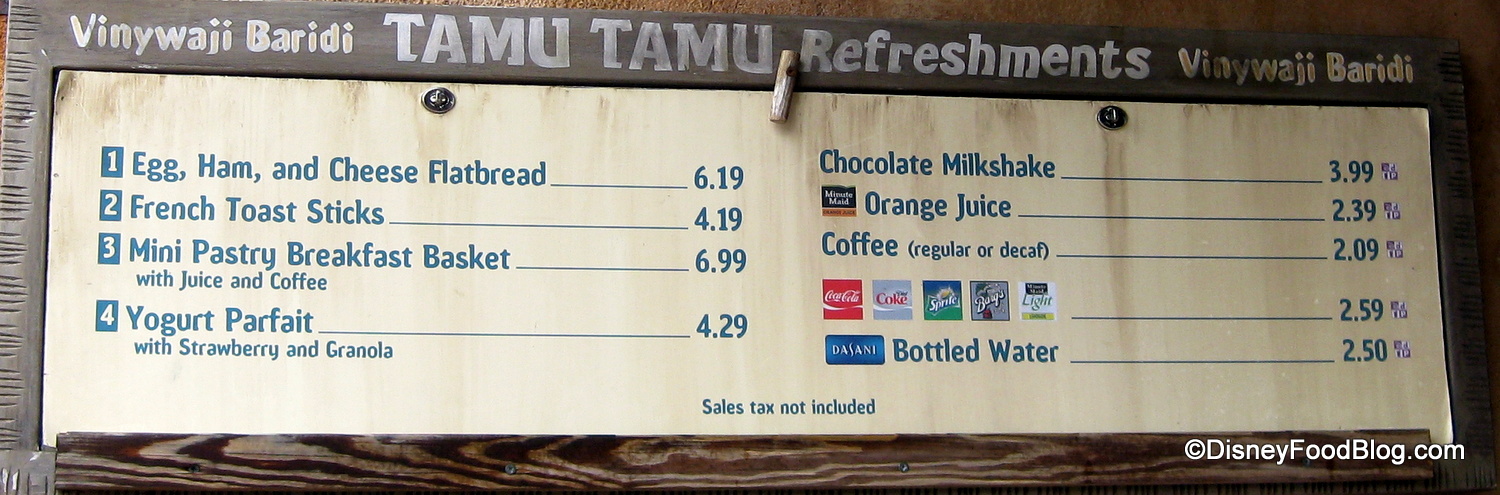 Vinywaji Baridi TAMU TAMU Refreshments Vinywaji Baridi
1 Egg, Ham, and Cheese Flatbread 6.19
2 French Toast Sticks 4.19
3 Mini Pastry Breakfast Basket 6.99
with Juice and Coffee
4 Yogurt Parfait 4.29
with Strawberry and Granola
Chocolate Milkshake 3.99
Minute Maid Orange Juice 2.39
Coffee (regular or decaf) 2.09
Coca-Cola Diet Coke Sprite Barq's Minute Maid Light 2.59
DASANI Bottled Water 2.50
Sales tax not included
©DisneyFoodBlog.com